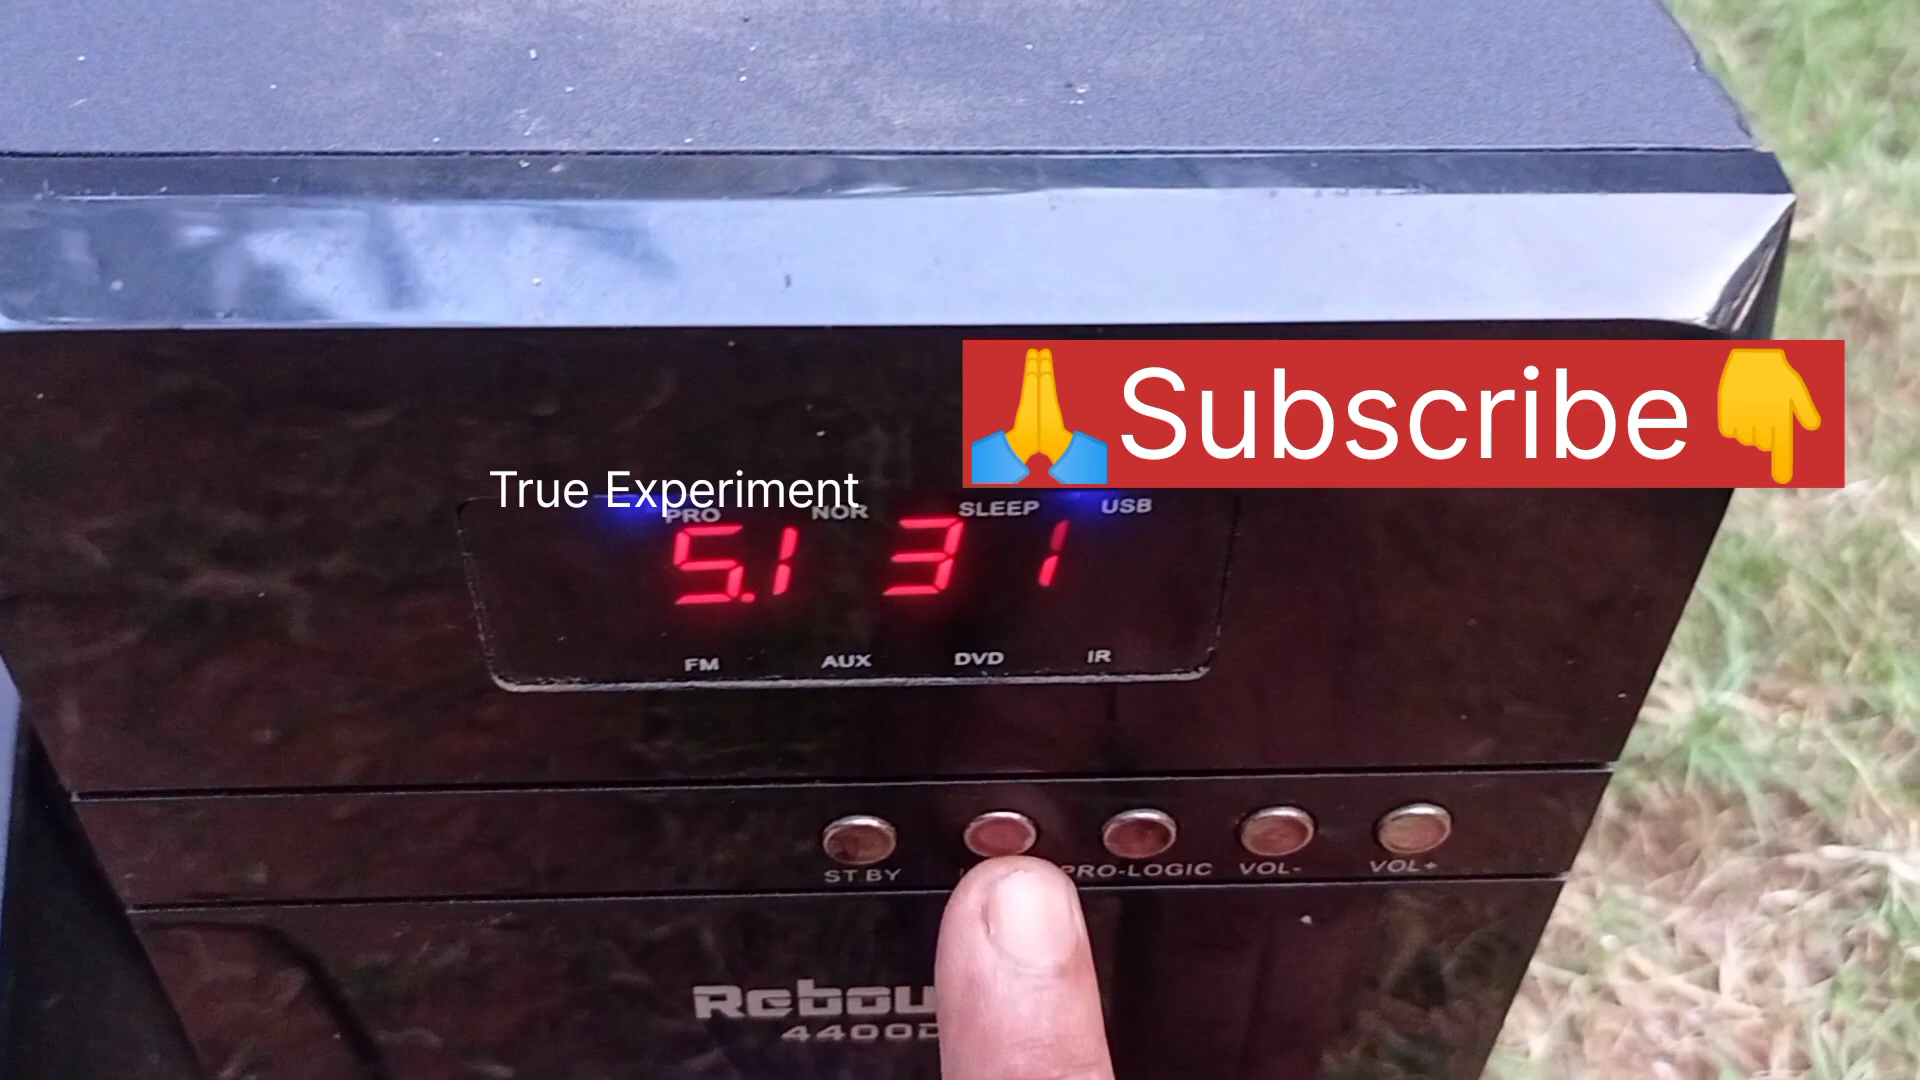 🙏Subscribe👇
True Experiment
PRO NOR SLEEP USB
5.1 3 1
FM AUX DVD IR
ST BY PRO-LOGIC VOL- VOL+
4400D